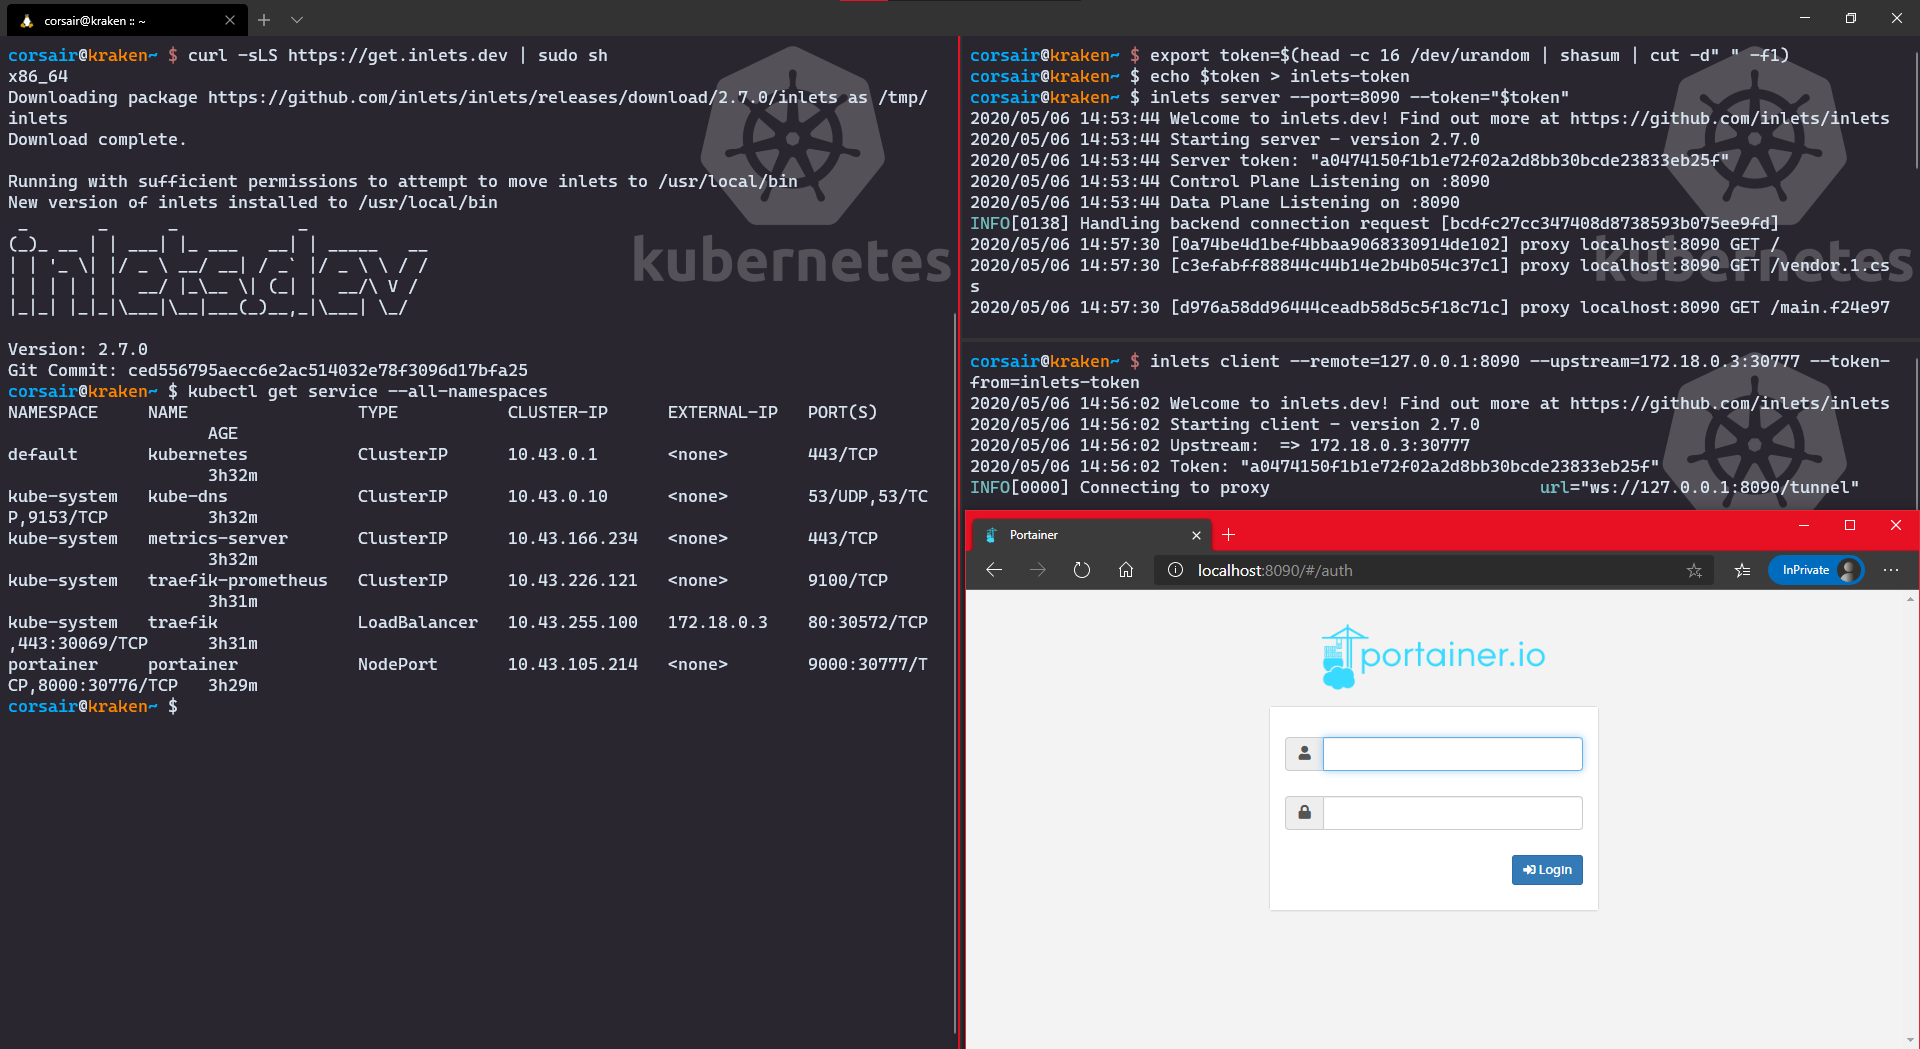 corsair@kraken :: ~
corsair@kraken~ $ curl -sLS https://get.inlets.dev | sudo sh
x86_64
Downloading package https://github.com/inlets/inlets/releases/download/2.7.0/inlets as /tmp/
inlets
Download complete.
Running with sufficient permissions to attempt to move inlets to /usr/local/bin
New version of inlets installed to /usr/local/bin
inlets.dev
Version: 2.7.0
Git Commit: ced556795aecc6e2ac514032e78f3096d17bfa25
corsair@kraken~ $ kubectl get service --all-namespaces
NAMESPACE     NAME                 TYPE           CLUSTER-IP      EXTERNAL-IP   PORT(S)
                    AGE
default       kubernetes           ClusterIP      10.43.0.1       <none>        443/TCP
                    3h32m
kube-system   kube-dns             ClusterIP      10.43.0.10      <none>        53/UDP,53/TC
P,9153/TCP          3h32m
kube-system   metrics-server       ClusterIP      10.43.166.234   <none>        443/TCP
                    3h32m
kube-system   traefik-prometheus   ClusterIP      10.43.226.121   <none>        9100/TCP
                    3h31m
kube-system   traefik              LoadBalancer   10.43.255.100   172.18.0.3    80:30572/TCP
,443:30069/TCP      3h31m
portainer     portainer            NodePort       10.43.105.214   <none>        9000:30777/T
CP,8000:30776/TCP   3h29m
corsair@kraken~ $
kubernetes
corsair@kraken~ $ export token=$(head -c 16 /dev/urandom | shasum | cut -d" " -f1)
corsair@kraken~ $ echo $token > inlets-token
corsair@kraken~ $ inlets server --port=8090 --token="$token"
2020/05/06 14:53:44 Welcome to inlets.dev! Find out more at https://github.com/inlets/inlets
2020/05/06 14:53:44 Starting server - version 2.7.0
2020/05/06 14:53:44 Server token: "a0474150f1b1e72f02a2d8bb30bcde23833eb25f"
2020/05/06 14:53:44 Control Plane Listening on :8090
2020/05/06 14:53:44 Data Plane Listening on :8090
INFO[0138] Handling backend connection request [bcdfc27cc347408d8738593b075ee9fd]
2020/05/06 14:57:30 [0a74be4d1bef4bbaa9068330914de102] proxy localhost:8090 GET /
2020/05/06 14:57:30 [c3efabff88844c44b14e2b4b054c37c1] proxy localhost:8090 GET /vendor.1.cs
s
2020/05/06 14:57:30 [d976a58dd96444ceadb58d5c5f18c71c] proxy localhost:8090 GET /main.f24e97
kubernetes
corsair@kraken~ $ inlets client --remote=127.0.0.1:8090 --upstream=172.18.0.3:30777 --token-
from=inlets-token
2020/05/06 14:56:02 Welcome to inlets.dev! Find out more at https://github.com/inlets/inlets
2020/05/06 14:56:02 Starting client - version 2.7.0
2020/05/06 14:56:02 Upstream:  => 172.18.0.3:30777
2020/05/06 14:56:02 Token: "a0474150f1b1e72f02a2d8bb30bcde23833eb25f"
INFO[0000] Connecting to proxy                           url="ws://127.0.0.1:8090/tunnel"
Portainer
localhost:8090/#/auth
InPrivate
portainer.io
Login